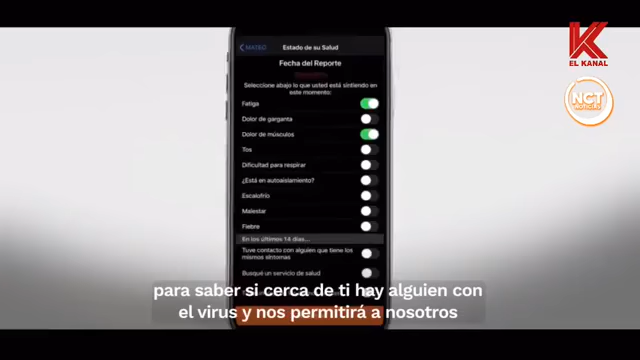 EL KANAL
NCT
NOTICIAS
MATEO
Estado de su Salud
Fecha del Reporte
Seleccione abajo lo que usted está sintiendo en
este momento:
Fatiga
Dolor de garganta
Dolor de músculos
Tos
Dificultad para respirar
¿Está en autoaislamiento?
Escalofrío
Malestar
Fiebre
En los últimos 14 días...
Tuve contacto con alguien que tiene los
mismos síntomas
Busqué un servicio de salud
para saber si cerca de ti hay alguien con
el virus y nos permitirá a nosotros